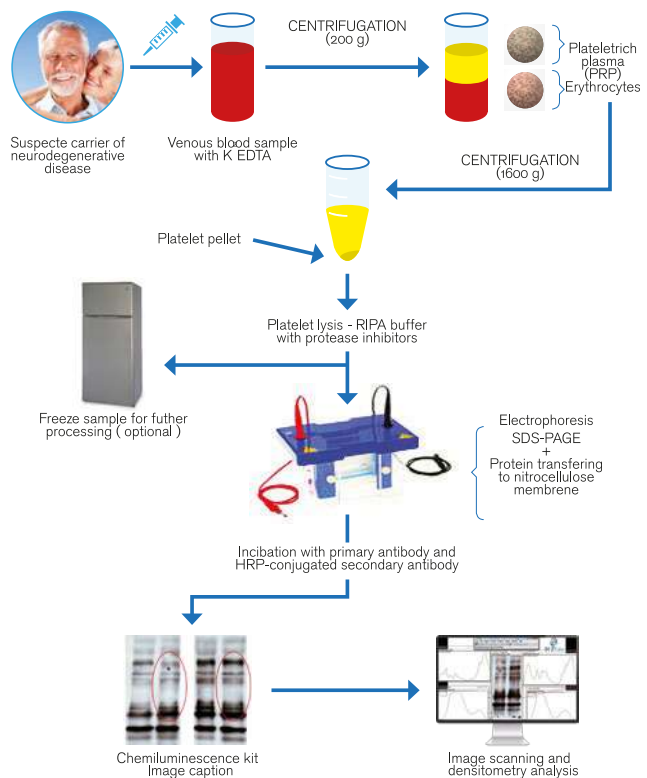 CENTRIFUGATION
(200 g)
Plateletrich
plasma
(PRP)
Erythrocytes
Suspecte carrier of
neurodegenerative
disease
Venous blood sample
with K EDTA
CENTRIFUGATION
(1600 g)
Platelet pellet
Platelet lysis - RIPA buffer
with protease inhibitors
Freeze sample for futher
processing ( optional )
Electrophoresis
SDS-PAGE
+
Protein transfering
to nitrocellulose
membrene
Incibation with primary antibody and
HRP-conjugated secondary antibody
Chemiluminescence kit
Image caption
Image scanning and
densitometry analysis